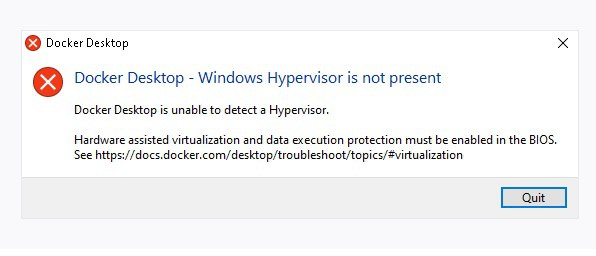 Docker Desktop
Docker Desktop - Windows Hypervisor is not present
Docker Desktop is unable to detect a Hypervisor.
Hardware assisted virtualization and data execution protection must be enabled in the BIOS.
See https://docs.docker.com/desktop/troubleshoot/topics/#virtualization
Quit